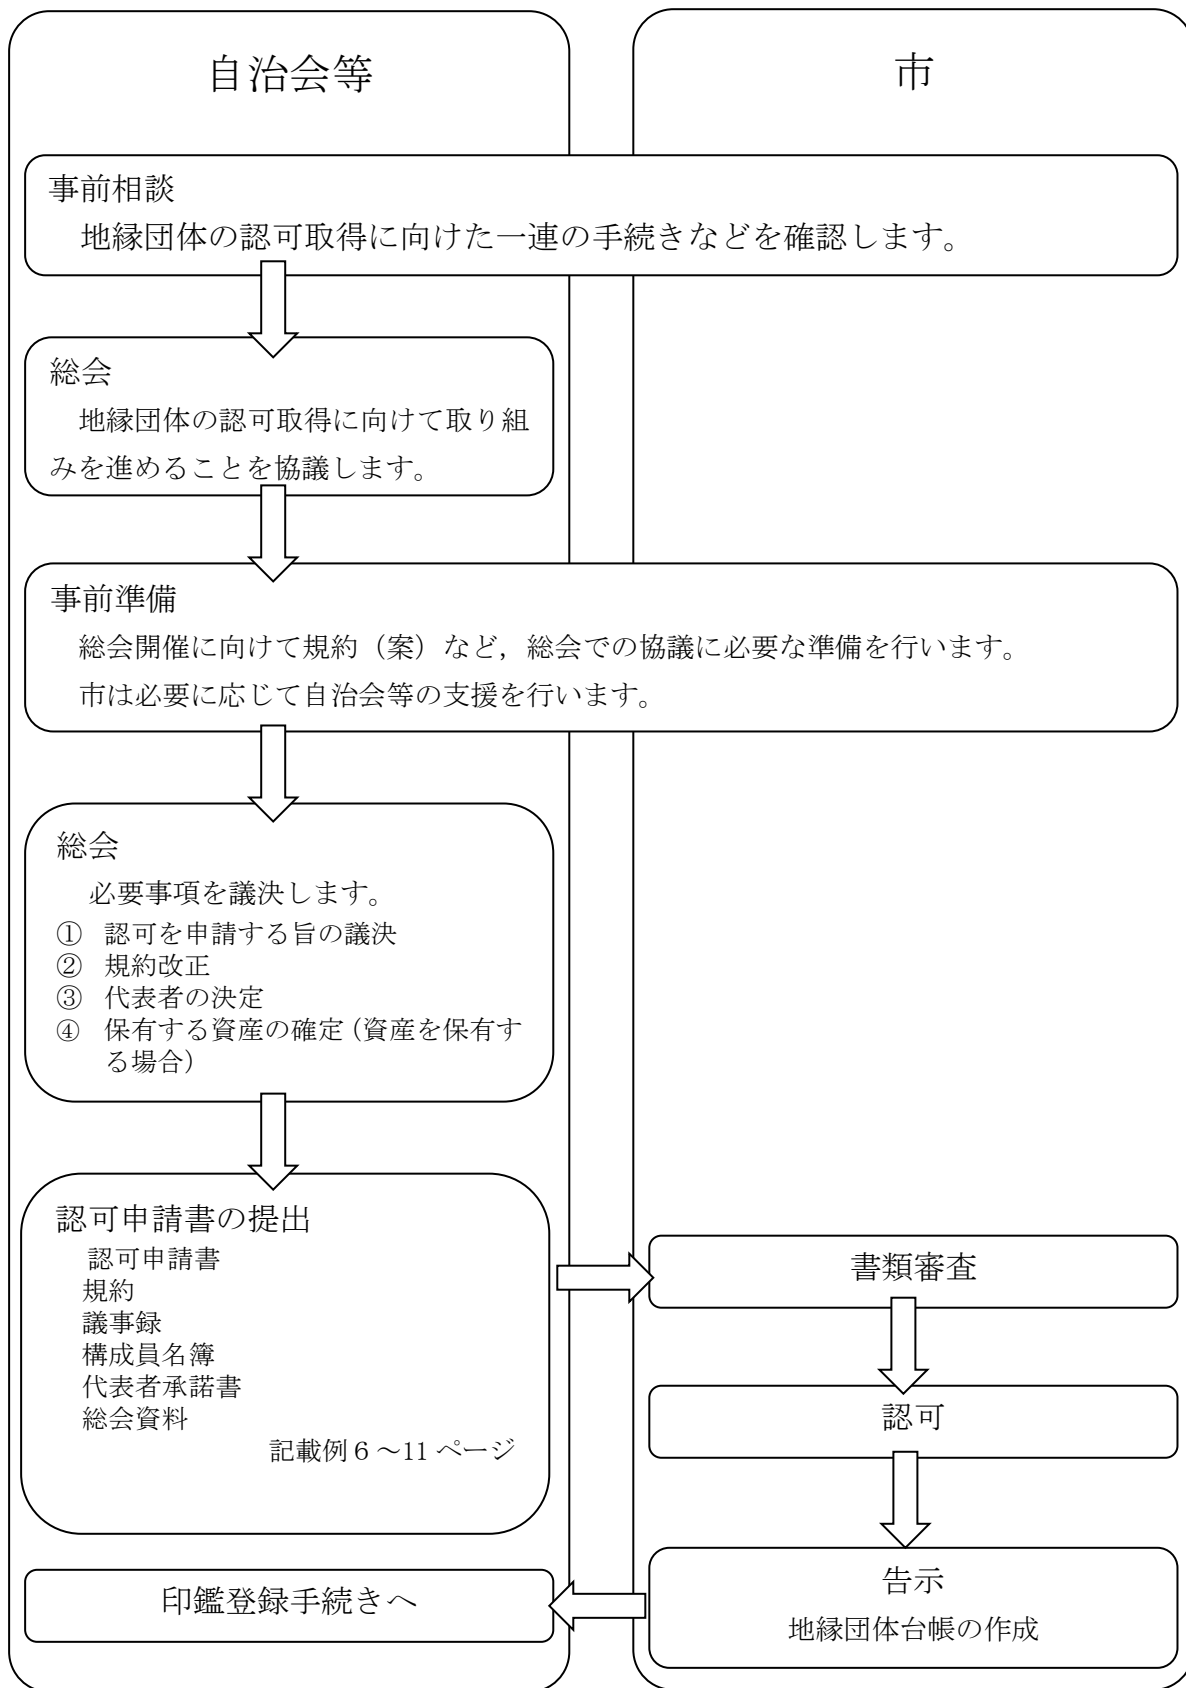 自治会等
市
事前相談
地縁団体の認可取得に向けた一連の手続きなどを確認します。
総会
地縁団体の認可取得に向けて取り組
みを進めることを協議します。
事前準備
総会開催に向けて規約（案）など，総会での協議に必要な準備を行います。
市は必要に応じて自治会等の支援を行います。
総会
必要事項を議決します。
① 認可を申請する旨の議決
② 規約改正
③ 代表者の決定
④ 保有する資産の確定（資産を保有す
る場合）
認可申請書の提出
認可申請書
規約
議事録
構成員名簿
代表者承諾書
総会資料
記載例６～11 ページ
書類審査
認可
告示
地縁団体台帳の作成
印鑑登録手続きへ